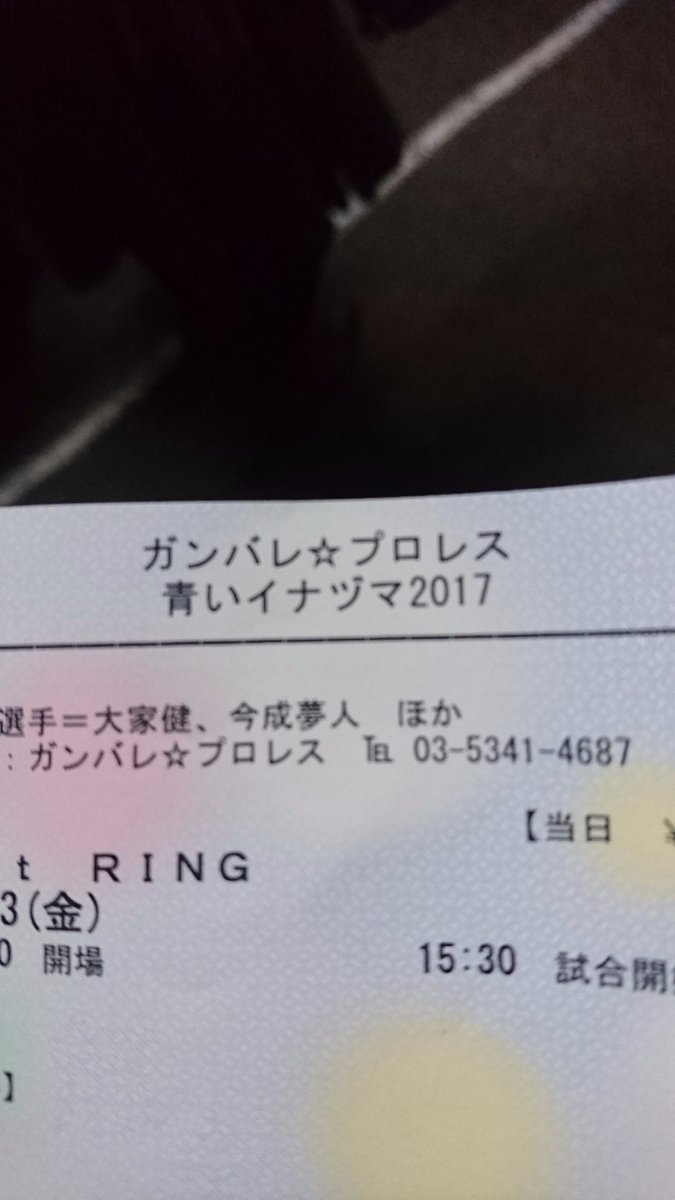 ガンバレ☆プロレス
青いイナヅマ2017
選手＝大家健、今成夢人　ほか
：ガンバレ☆プロレス　℡ 03-5341-4687
【当日　¥
ｔ　ＲＩＮＧ
3(金)
0 開場　15:30 試合開始
】